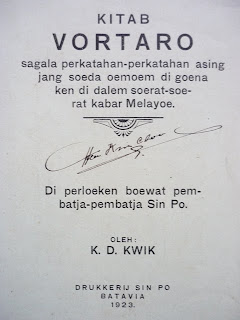 KITAB
VORTARO
sagala perkatahan-perkatahan asing
jang soeda oemoem di goena
ken di dalem soerat-soe-
rat kabar Melayoe.
Di perloeken boewat pem-
batja-pembatja Sin Po.
OLEH:
K. D. KWIK
DRUKKERIJ SIN PO
BATAVIA
1923.